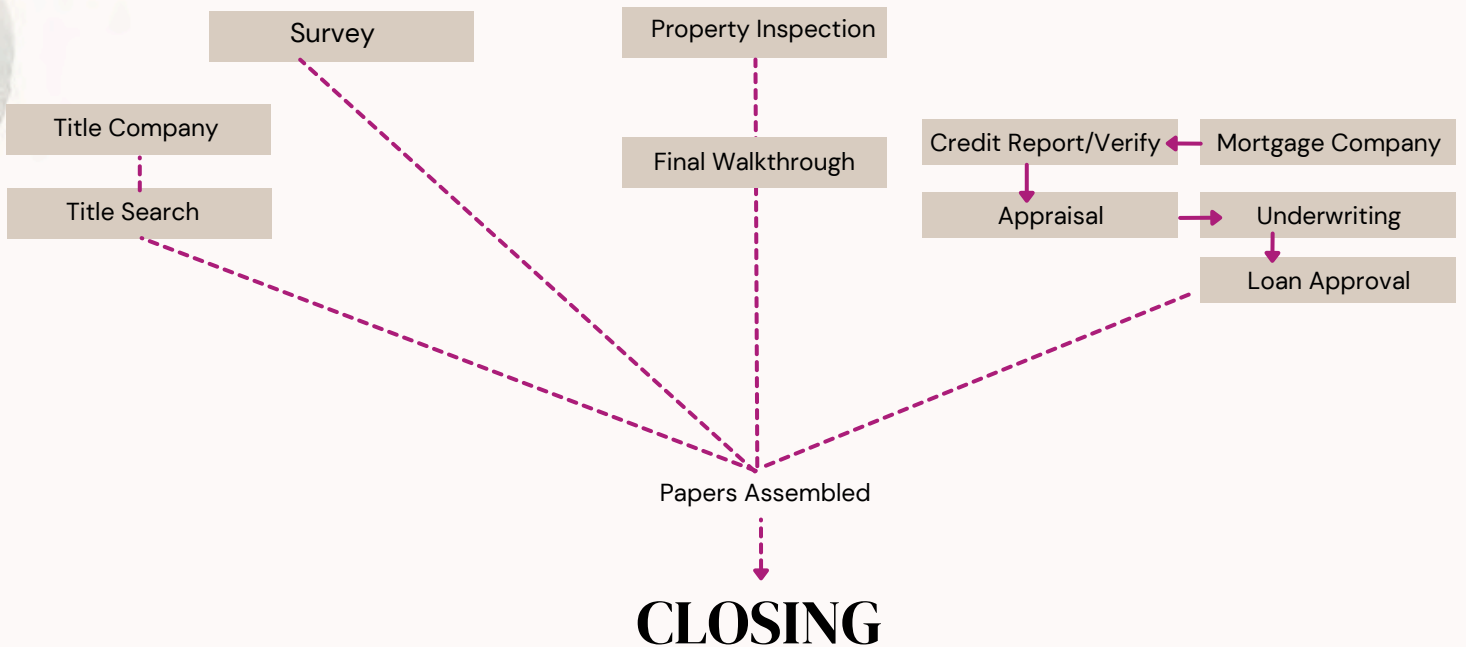 Survey
Property Inspection
Title Company
Credit Report/Verify
Mortgage Company
Final Walkthrough
Title Search
Appraisal
Underwriting
Loan Approval
Papers Assembled
CLOSING